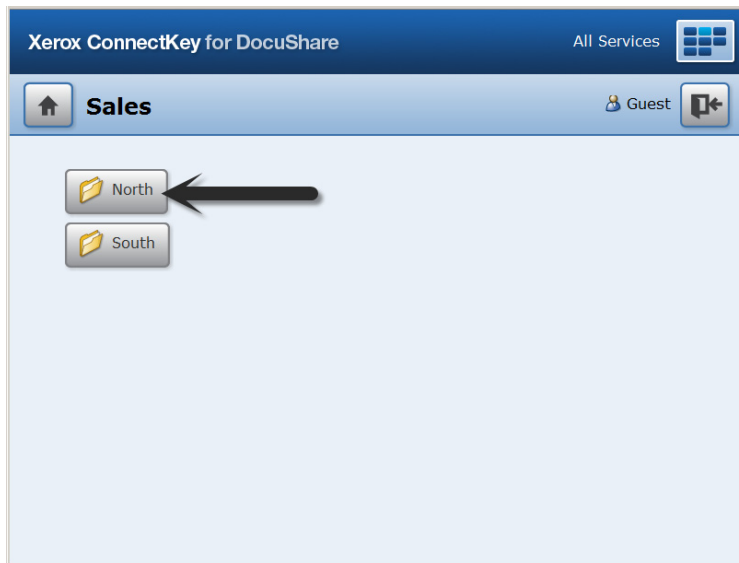 Xerox ConnectKey for DocuShare
All Services
Sales
Guest
North
South